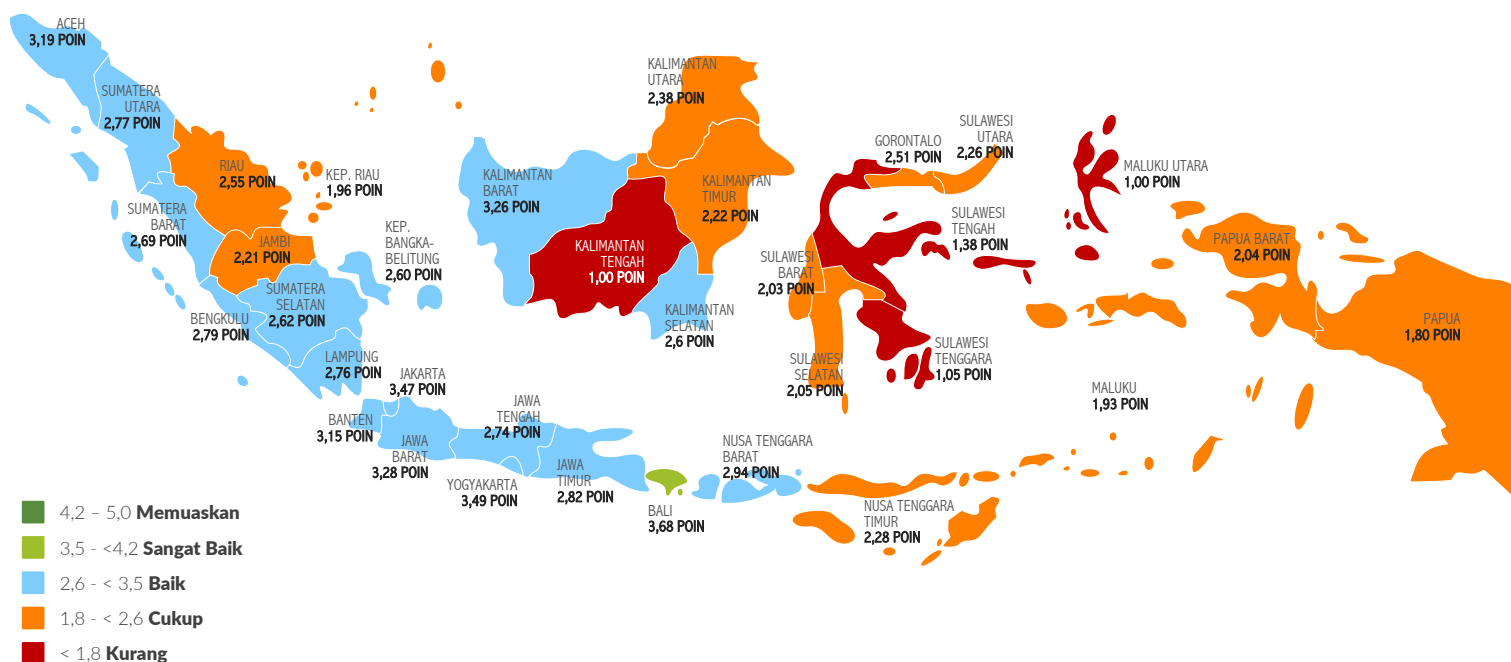 ACEH
3,19 POIN
SUMATERA
UTARA
2,77 POIN
RIAU
2,55 POIN
KEP. RIAU
1,96 POIN
SUMATERA
BARAT
2,69 POIN
JAMBI
2,21 POIN
KEP.
BANGKA-
BELITUNG
2,60 POIN
SUMATERA
SELATAN
2,62 POIN
BENGKULU
2,79 POIN
LAMPUNG
2,76 POIN
JAKARTA
3,47 POIN
BANTEN
3,15 POIN
JAWA
BARAT
3,28 POIN
JAWA
TENGAH
2,74 POIN
YOGYAKARTA
3,49 POIN
JAWA
TIMUR
2,82 POIN
BALI
3,68 POIN
NUSA TENGGARA
BARAT
2,94 POIN
NUSA TENGGARA
TIMUR
2,28 POIN
KALIMANTAN
UTARA
2,38 POIN
KALIMANTAN
BARAT
3,26 POIN
KALIMANTAN
TIMUR
2,22 POIN
KALIMANTAN
TENGAH
1,00 POIN
KALIMANTAN
SELATAN
2,6 POIN
GORONTALO
2,51 POIN
SULAWESI
UTARA
2,26 POIN
SULAWESI
TENGAH
1,38 POIN
SULAWESI
BARAT
2,03 POIN
SULAWESI
SELATAN
2,05 POIN
SULAWESI
TENGGARA
1,05 POIN
MALUKU UTARA
1,00 POIN
MALUKU
1,93 POIN
PAPUA BARAT
2,04 POIN
PAPUA
1,80 POIN
4,2 – 5,0 Memuaskan
3,5 - <4,2 Sangat Baik
2,6 - < 3,5 Baik
1,8 - < 2,6 Cukup
< 1,8 Kurang